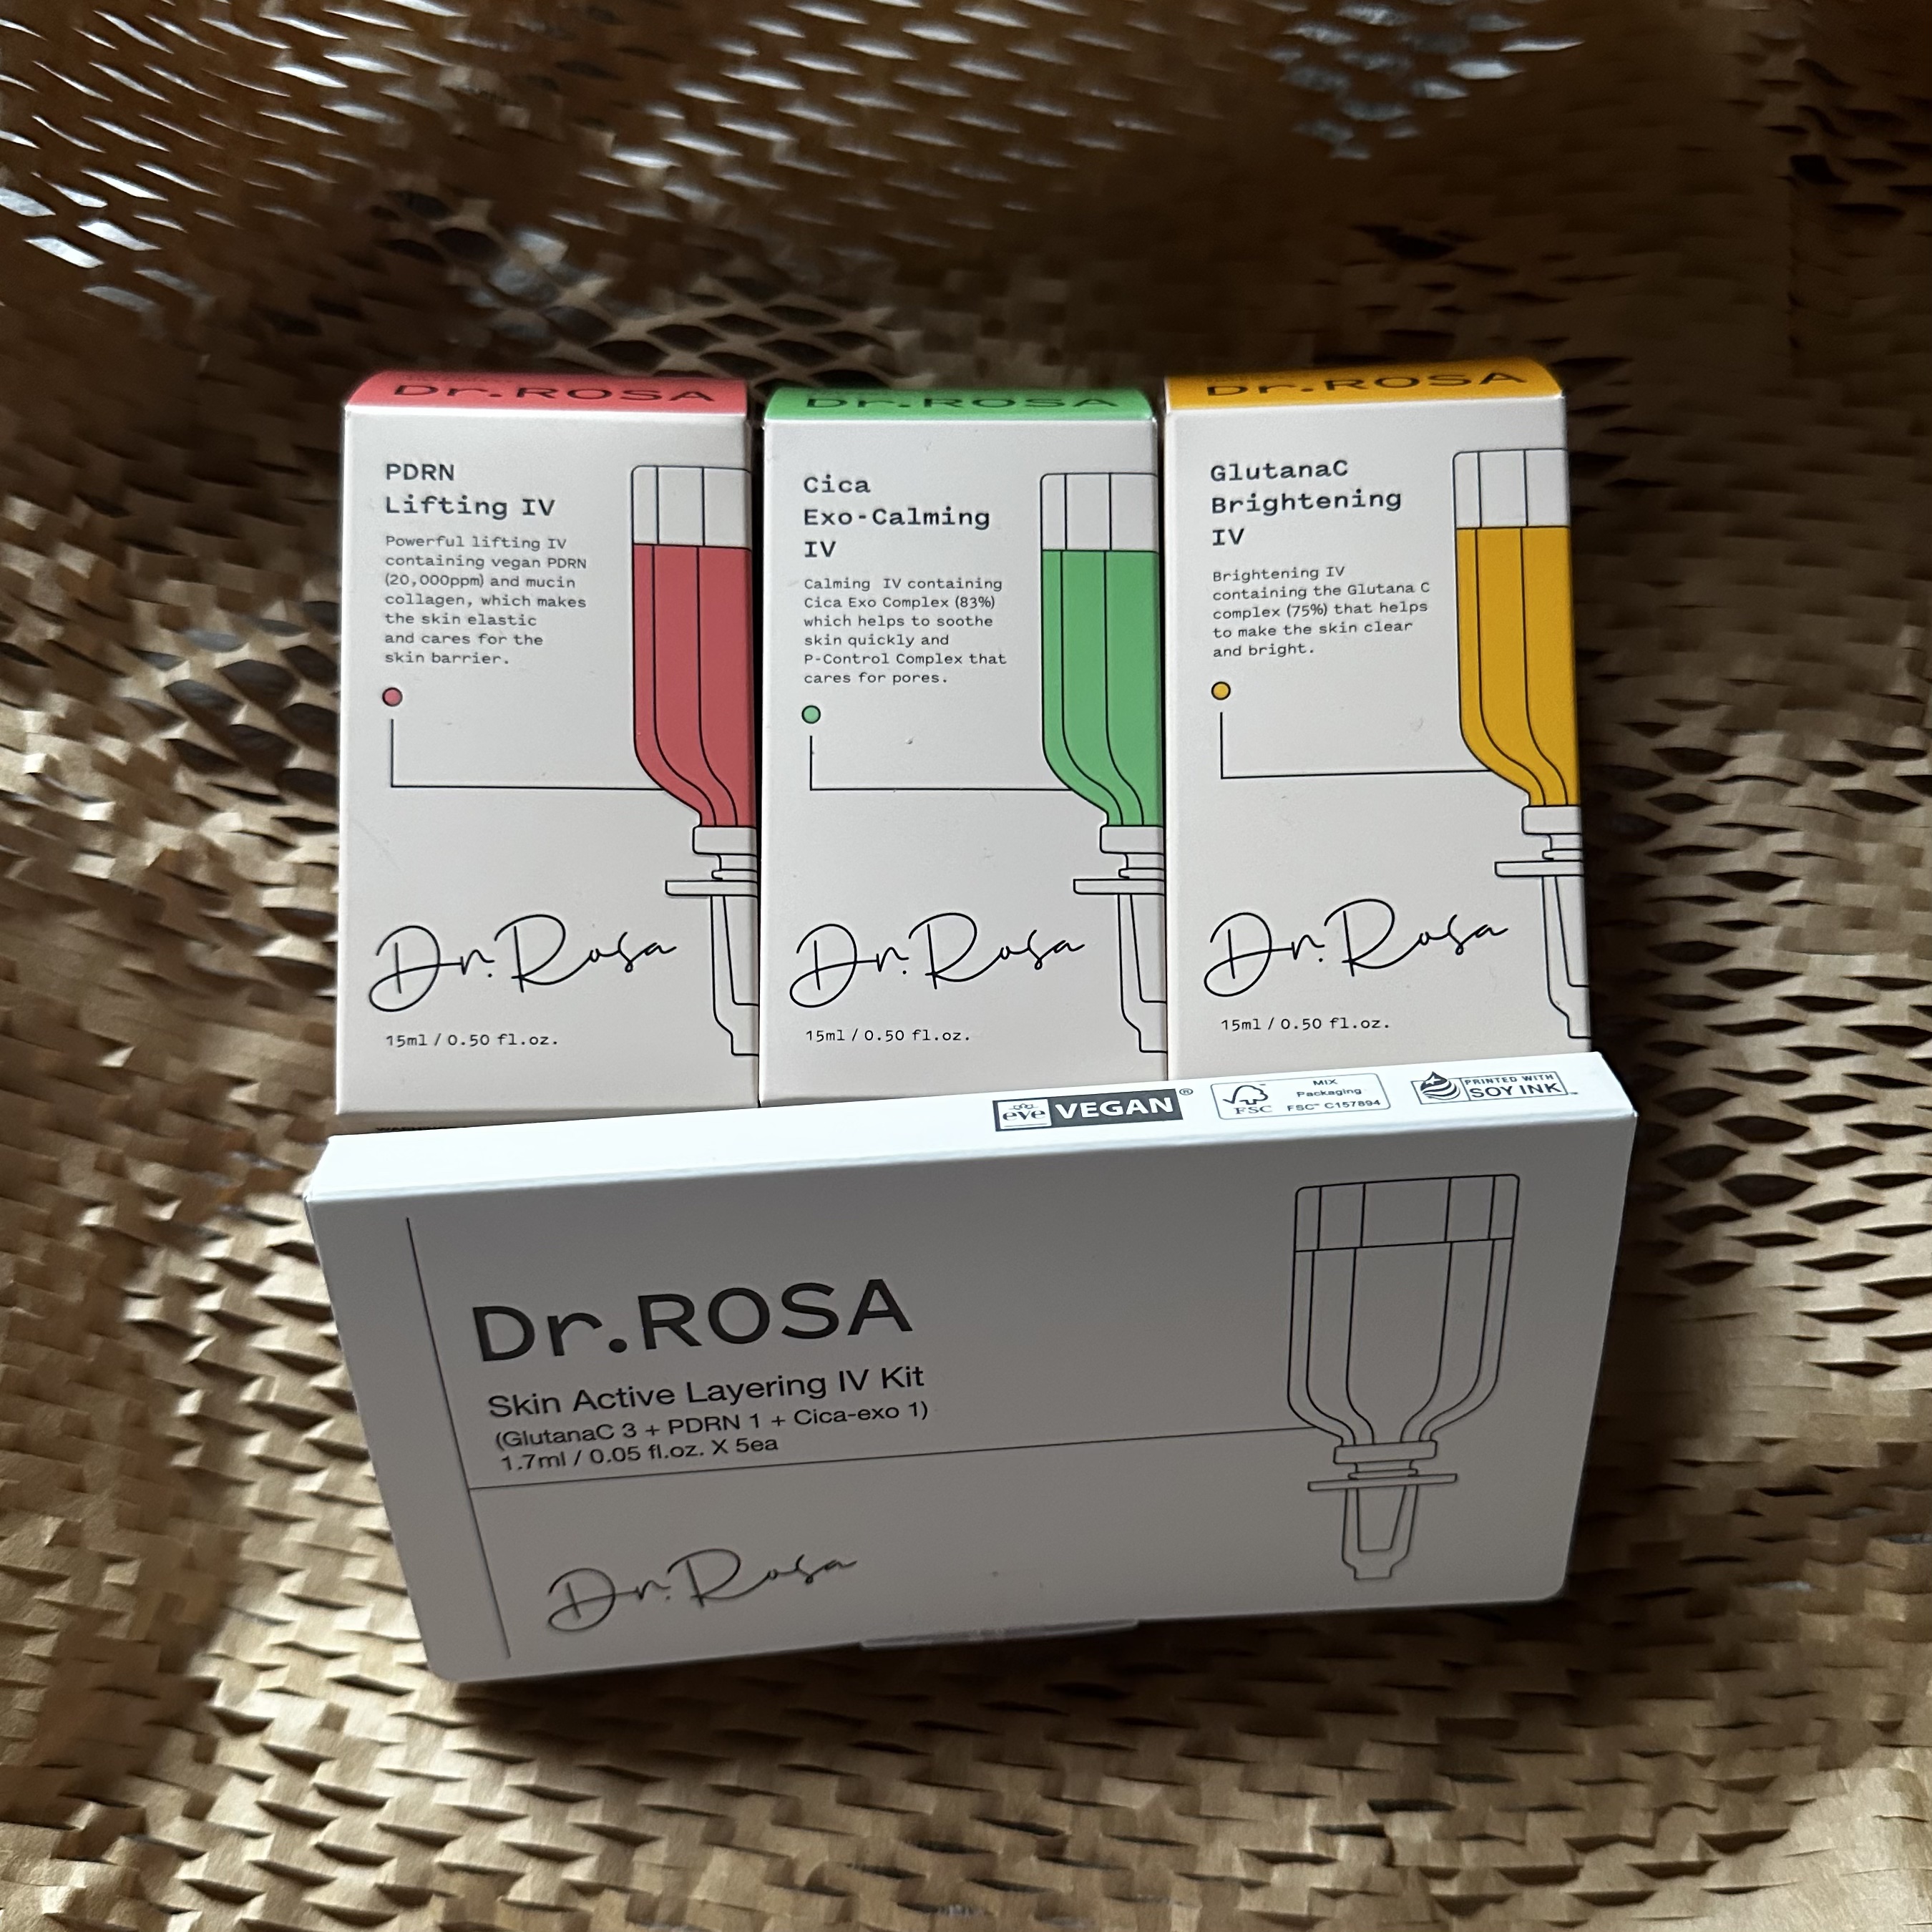 Dr.ROSA
PDRN
Lifting IV
Powerful lifting IV
containing vegan PDRN
(20,000ppm) and mucin
collagen, which makes
the skin elastic
and cares for the
skin barrier.
Dr. Rosa
15ml / 0.50 fl.oz.
Dr.ROSA
Cica
Exo-Calming
IV
Calming IV containing
Cica Exo Complex (83%)
which helps to soothe
skin quickly and
P-Control Complex that
cares for pores.
Dr. Rosa
15ml / 0.50 fl.oz.
Dr.ROSA
GlutanaC
Brightening
IV
Brightening IV
containing the Glutana C
complex (75%) that helps
to make the skin clear
and bright.
Dr. Rosa
15ml / 0.50 fl.oz.
eve VEGAN®
FSC™
MIX
Packaging
FSC™ C157894
PRINTED WITH
SOY INK™
Dr.ROSA
Skin Active Layering IV Kit
(GlutanaC 3 + PDRN 1 + Cica-exo 1)
1.7ml / 0.05 fl.oz. X 5ea
Dr. Rosa